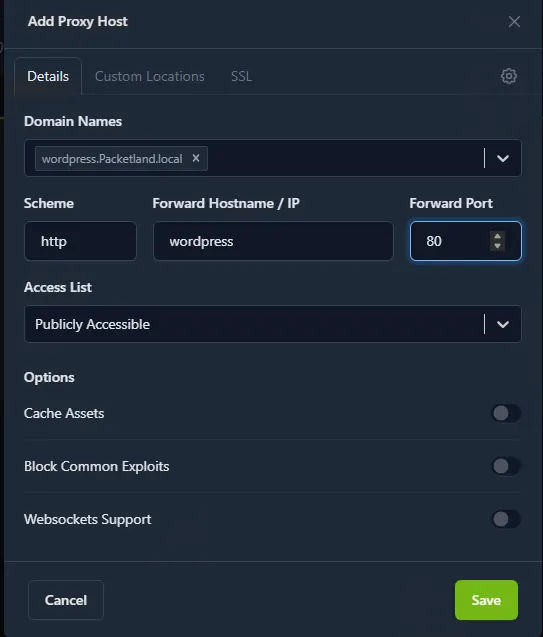 Add Proxy Host
Details Custom Locations SSL
Domain Names
wordpress.Packetland.local
Scheme Forward Hostname / IP Forward Port
http wordpress 80
Access List
Publicly Accessible
Options
Cache Assets
Block Common Exploits
Websockets Support
Cancel Save